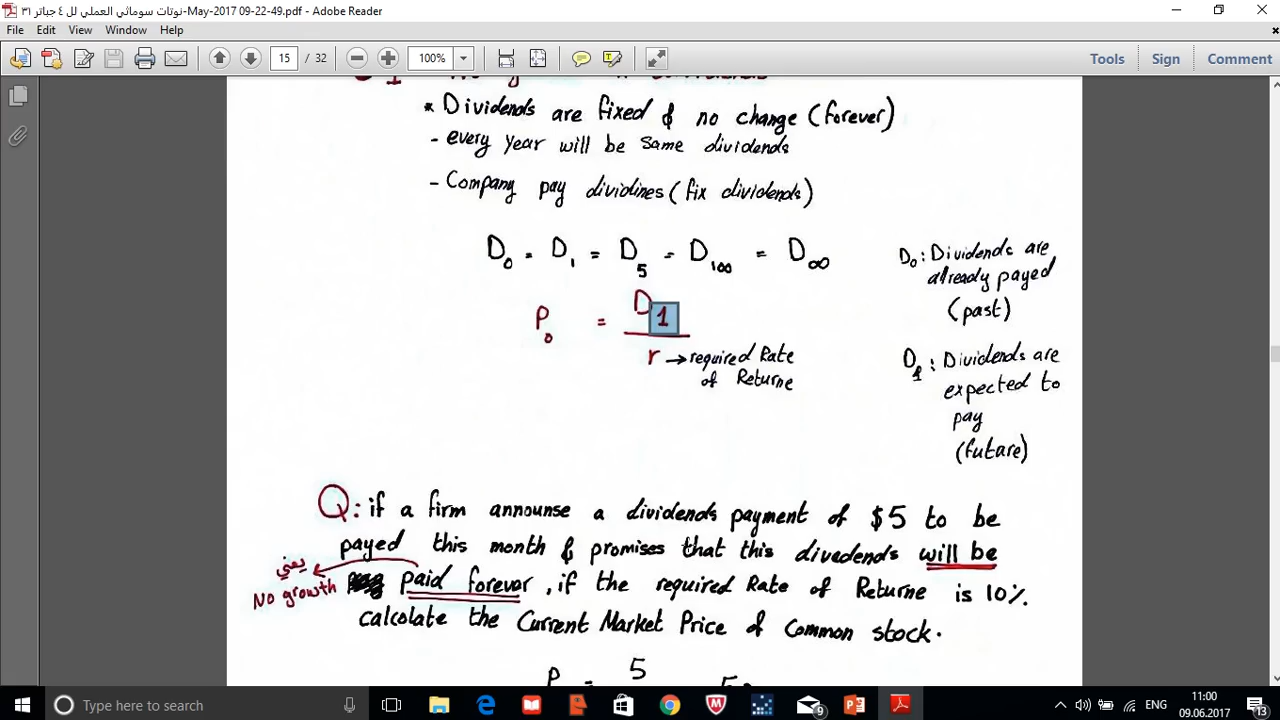 نوتات سوماثي العملي لل ٤ جباتر ٣١-May-2017 09-22-49.pdf - Adobe Reader
File Edit View Window Help
15 / 32 100% Tools Sign Comment
* Dividends are fixed & no change (forever)
- every year will be same dividends
- Company pay dividines (fix dividends)
D0 = D1 = D5 = D100 = D∞
P0 = D1
r → required Rate
of Returne
D0 : Dividends are
already payed
(past)
D1 : Dividends are
expected to
pay
(future)
Q: if a firm announse a dividends payment of $5 to be
payed this month & promises that this divedends will be
يعني
No growth paid forever , if the required Rate of Returne is 10%
calcolate the Current Market Price of Common stock.
P = 5
Type here to search
9
ENG
11:00
09.06.2017
13